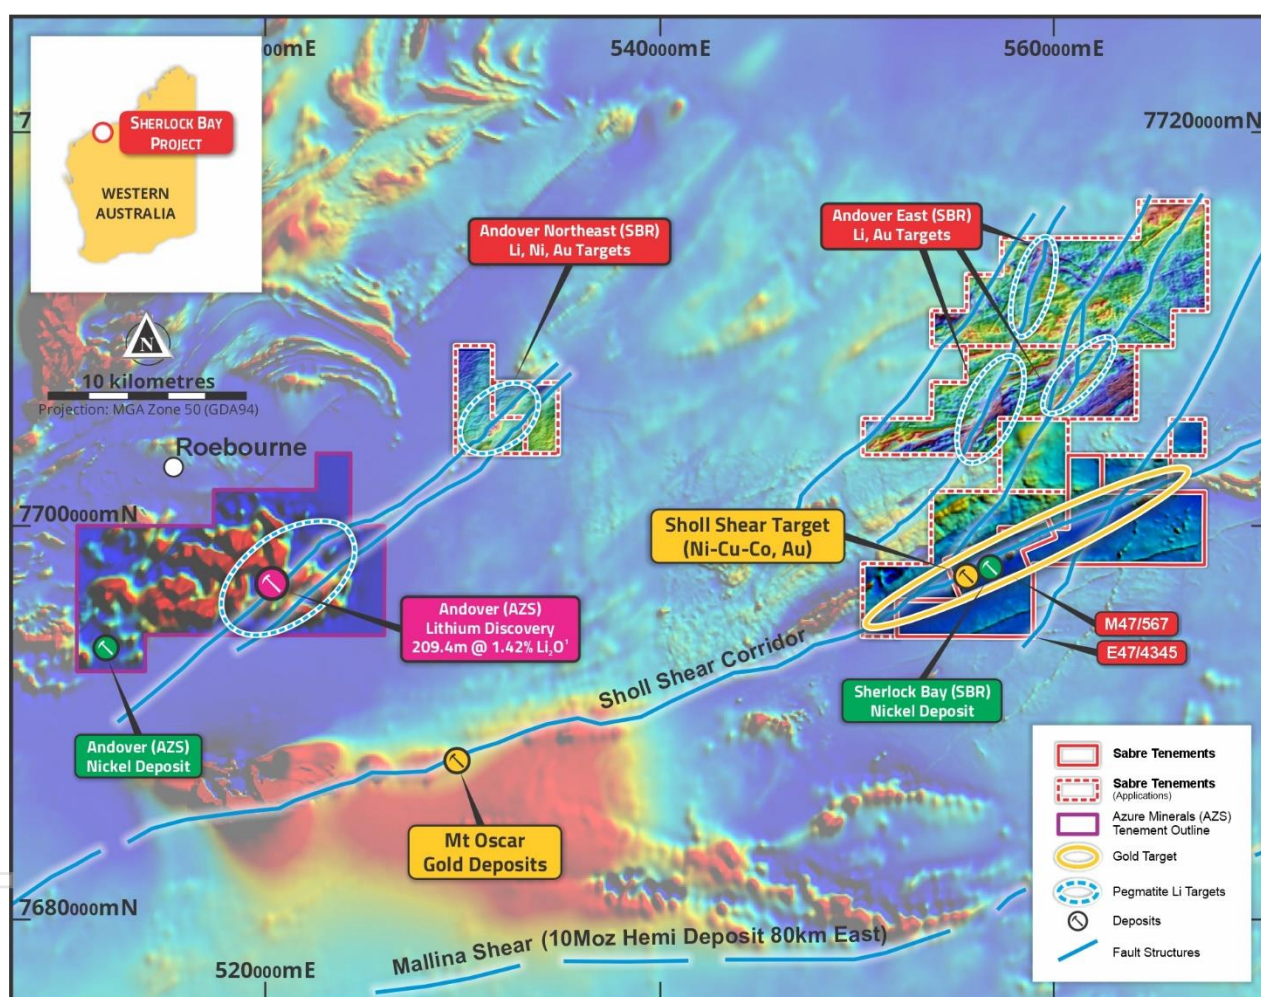 000mE
540000mE
560000mE
7
7720000mN
SHERLOCK BAY
PROJECT
WESTERN
AUSTRALIA
Andover Northeast (SBR)
Li, Ni, Au Targets
Andover East (SBR)
Li, Au Targets
N
10 kilometres
Projection: MGA Zone 50 (GDA94)
Roebourne
7700000mN
Sholl Shear Target
(Ni-Cu-Co, Au)
Andover (AZS)
Lithium Discovery
209.4m @ 1.42% Li₂O¹
M47/567
E47/4345
Sholl Shear Corridor
Sherlock Bay (SBR)
Nickel Deposit
Andover (AZS)
Nickel Deposit
Mt Oscar
Gold Deposits
7680000mN
Mallina Shear (10Moz Hemi Deposit 80km East)
520000mE
Sabre Tenements
Sabre Tenements
(Applications)
Azure Minerals (AZS)
Tenement Outline
Gold Target
Pegmatite Li Targets
Deposits
Fault Structures